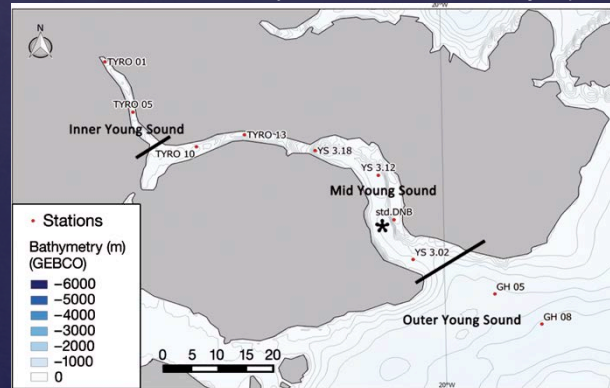 20°W
N
TYRO 01
TYRO 05
Inner Young Sound
TYRO 10
TYRO 13
YS 3.18
YS 3.12
Mid Young Sound
std.DNB
*
YS 3.02
GH 05
GH 08
Outer Young Sound
• Stations
Bathymetry (m)
(GEBCO)
−6000
−5000
−4000
−3000
−2000
−1000
0
0 5 10 15 20
20°W